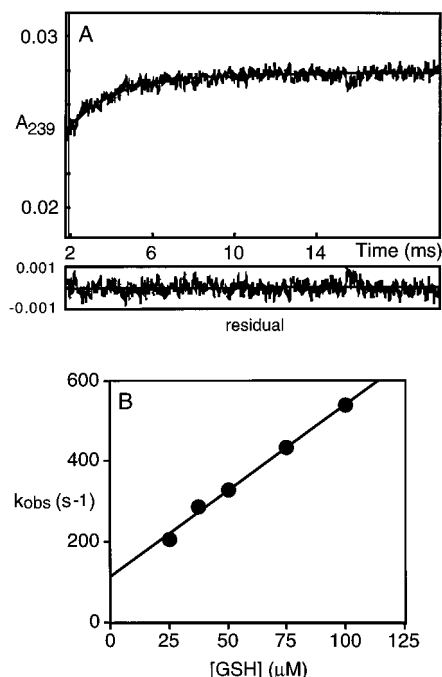 0.03
A
A239
0.02
2 6 10 14 Time (ms)
0.001
-0.001
residual
600
B
400
kobs (s-1)
200
0
0 25 50 75 100 125
[GSH] (μM)